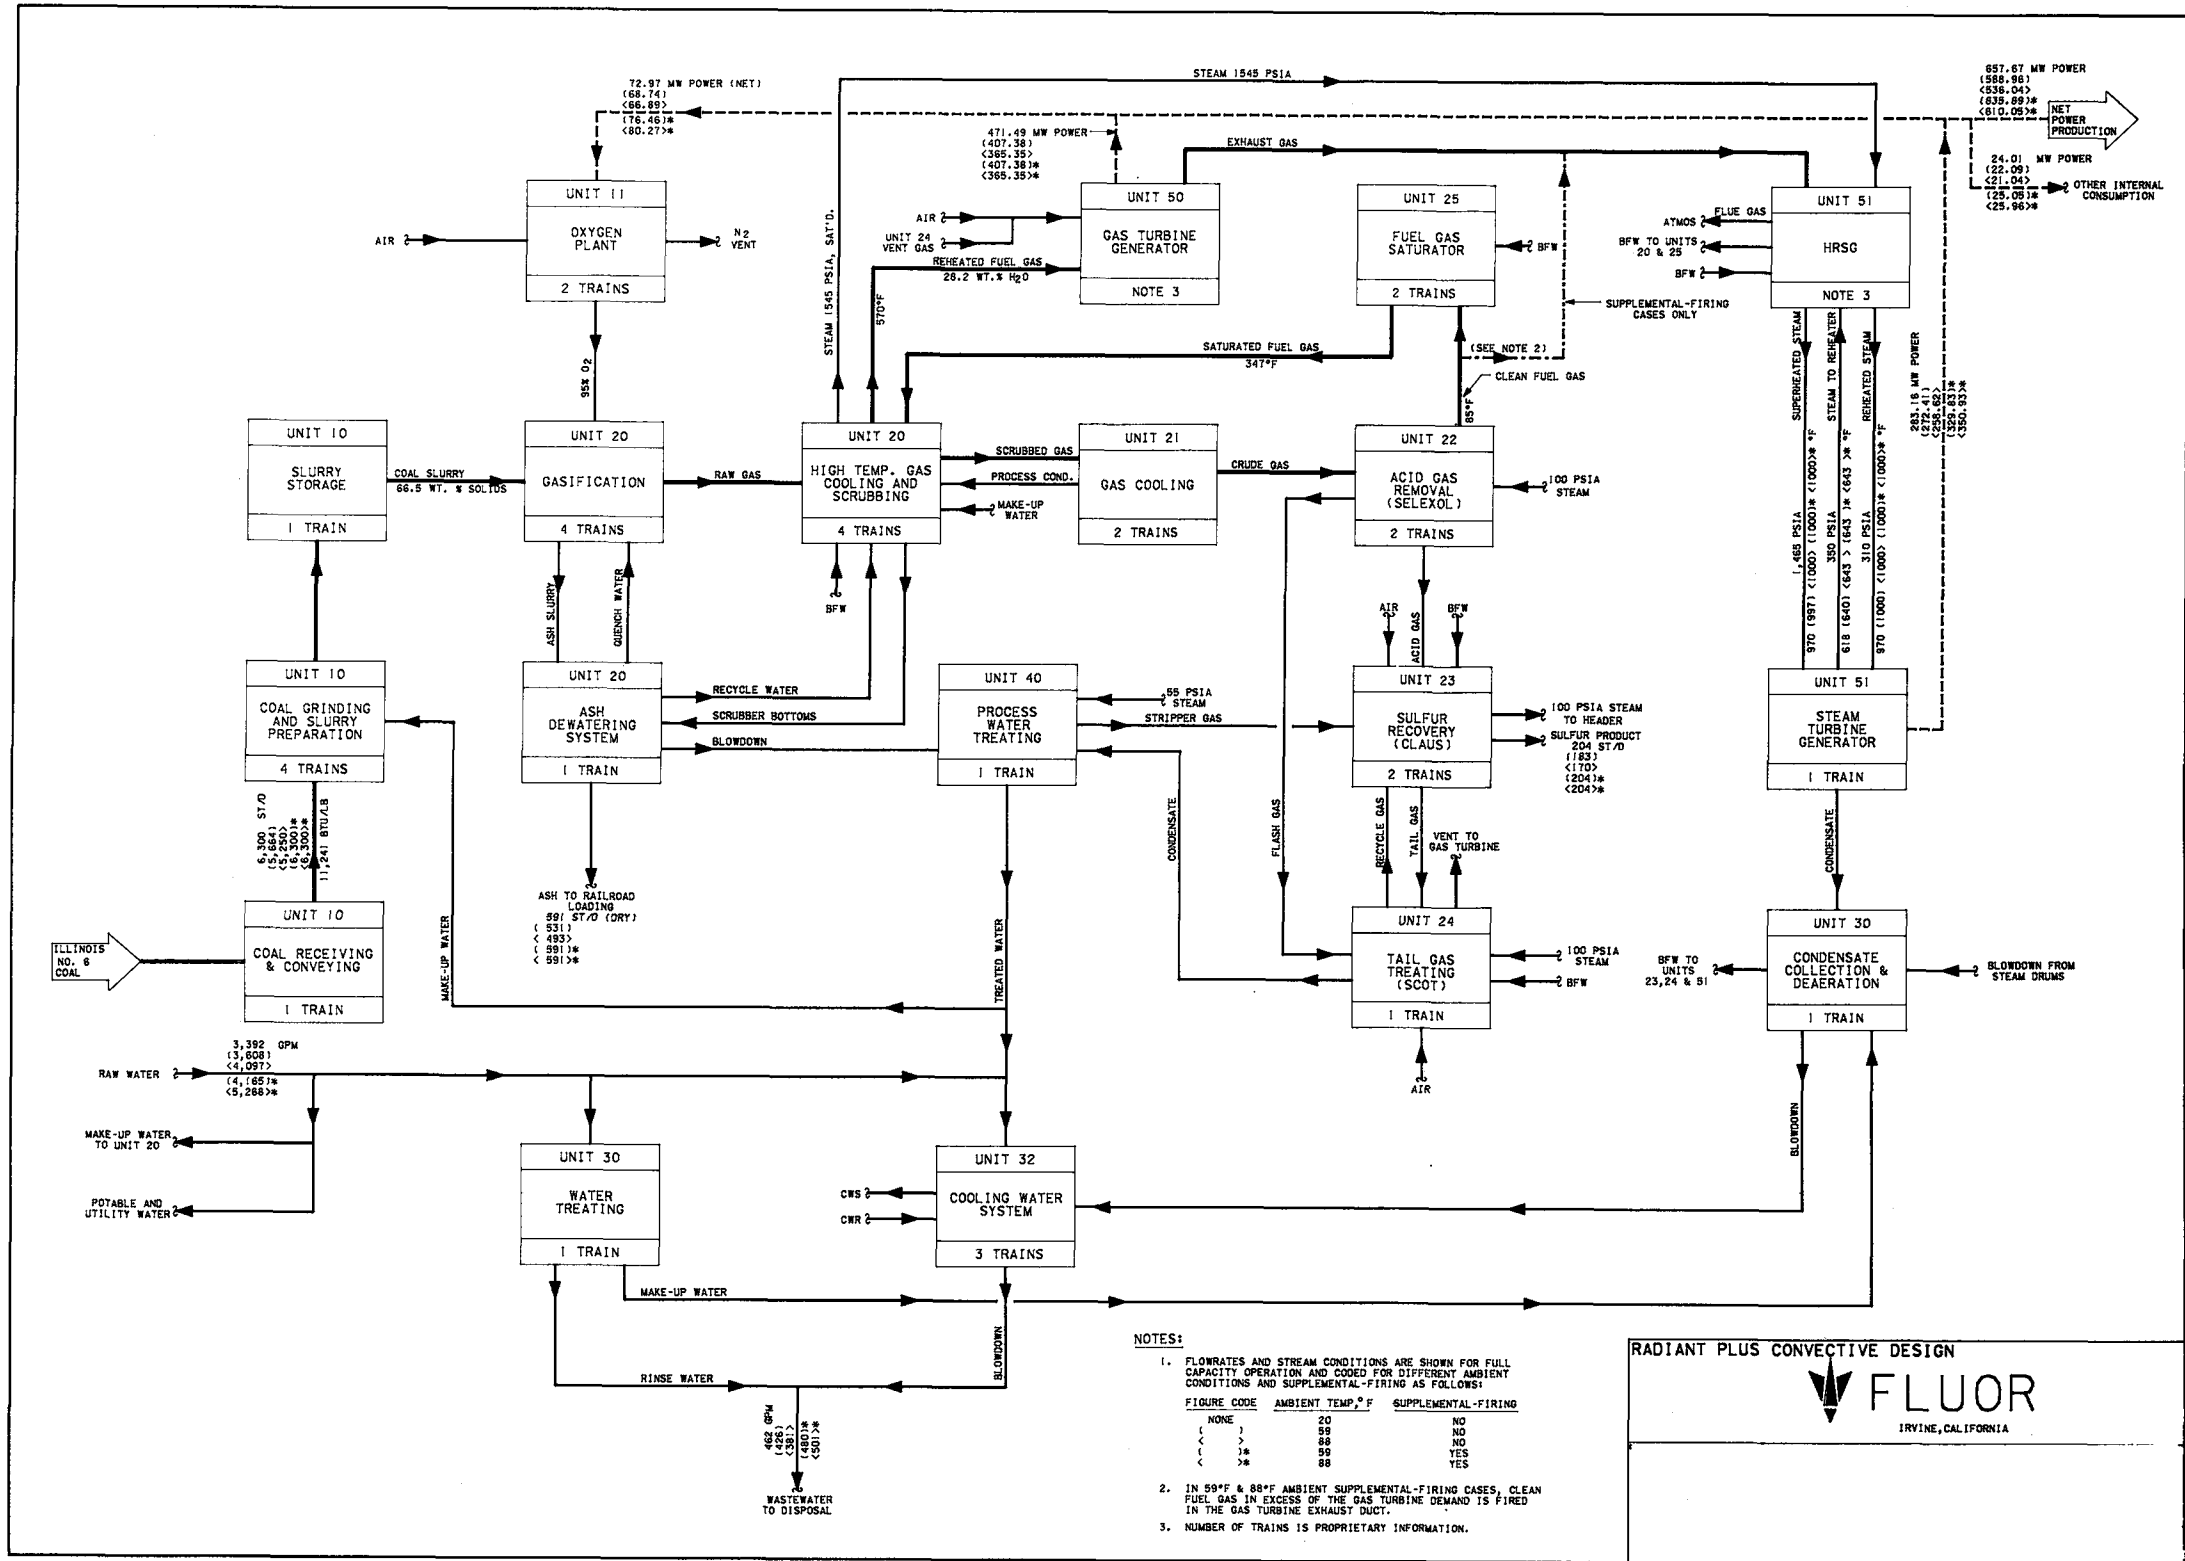 72.97 MW POWER (NET)
(68.74)
<66.89>
(76.46)*
<80.27>*
STEAM 1545 PSIA
657.67 MW POWER
(588.96)
<536.04>
(635.89)*
<610.05>*
NET
POWER
PRODUCTION
471.49 MW POWER
(407.38)
<365.35>
(407.38)*
<365.35>*
EXHAUST GAS
24.01 MW POWER
(22.09)
<21.04>
(25.05)*
<25.96>*
OTHER INTERNAL
CONSUMPTION
UNIT 11
OXYGEN
PLANT
2 TRAINS
AIR
N2
VENT
95% O2
STEAM 1545 PSIA, SAT'D.
AIR
UNIT 24
VENT GAS
REHEATED FUEL GAS
28.2 WT.% H2O
570°F
UNIT 50
GAS TURBINE
GENERATOR
NOTE 3
UNIT 25
FUEL GAS
SATURATOR
2 TRAINS
BFW
SUPPLEMENTAL-FIRING
CASES ONLY
(SEE NOTE 2)
CLEAN FUEL GAS
85°F
SATURATED FUEL GAS
347°F
UNIT 51
HRSG
NOTE 3
ATMOS
FLUE GAS
BFW TO UNITS
20 & 25
BFW
SUPERHEATED STEAM
1,465 PSIA
970 (997) <1000> (1000)* <1000>* °F
STEAM TO REHEATER
350 PSIA
618 (640) <643 > (643 )* <643 >* °F
REHEATED STEAM
310 PSIA
970 (1000) <1000> (1000)* <1000>* °F
283.16 MW POWER
(272.41)
<258.62>
(329.83)*
<350.93>*
UNIT 10
SLURRY
STORAGE
1 TRAIN
COAL SLURRY
66.5 WT. % SOLIDS
UNIT 20
GASIFICATION
4 TRAINS
RAW GAS
UNIT 20
HIGH TEMP. GAS
COOLING AND
SCRUBBING
4 TRAINS
SCRUBBED GAS
PROCESS COND.
MAKE-UP
WATER
BFW
UNIT 21
GAS COOLING
2 TRAINS
CRUDE GAS
UNIT 22
ACID GAS
REMOVAL
(SELEXOL)
2 TRAINS
100 PSIA
STEAM
ASH SLURRY
QUENCH WATER
AIR
ACID GAS
BFW
UNIT 10
COAL GRINDING
AND SLURRY
PREPARATION
4 TRAINS
UNIT 20
ASH
DEWATERING
SYSTEM
1 TRAIN
RECYCLE WATER
SCRUBBER BOTTOMS
BLOWDOWN
UNIT 40
PROCESS
WATER
TREATING
1 TRAIN
55 PSIA
STEAM
STRIPPER GAS
UNIT 23
SULFUR
RECOVERY
(CLAUS)
2 TRAINS
100 PSIA STEAM
TO HEADER
SULFUR PRODUCT
204 ST/D
(183)
<170>
(204)*
<204>*
UNIT 51
STEAM
TURBINE
GENERATOR
1 TRAIN
6,300 ST/D
(5,664)
<5,250>
(6,300)*
<6,300>*
11,241 BTU/LB
ASH TO RAILROAD
LOADING
591 ST/D (DRY)
( 531)
< 493>
( 591)*
< 591>*
MAKE-UP WATER
TREATED WATER
CONDENSATE
FLASH GAS
RECYCLE GAS
TAIL GAS
VENT TO
GAS TURBINE
CONDENSATE
ILLINOIS
NO. 6
COAL
UNIT 10
COAL RECEIVING
& CONVEYING
1 TRAIN
UNIT 24
TAIL GAS
TREATING
(SCOT)
1 TRAIN
100 PSIA
STEAM
BFW
AIR
UNIT 30
CONDENSATE
COLLECTION &
DEAERATION
1 TRAIN
BFW TO
UNITS
23,24 & 51
BLOWDOWN FROM
STEAM DRUMS
BLOWDOWN
RAW WATER
3,392 GPM
(3,608)
<4,097>
(4,165)*
<5,288>*
MAKE-UP WATER
TO UNIT 20
POTABLE AND
UTILITY WATER
UNIT 30
WATER
TREATING
1 TRAIN
UNIT 32
COOLING WATER
SYSTEM
3 TRAINS
CWS
CWR
MAKE-UP WATER
RINSE WATER
BLOWDOWN
462 GPM
(426)
<381>
(480)*
<501>*
WASTEWATER
TO DISPOSAL
NOTES:
1. FLOWRATES AND STREAM CONDITIONS ARE SHOWN FOR FULL
CAPACITY OPERATION AND CODED FOR DIFFERENT AMBIENT
CONDITIONS AND SUPPLEMENTAL-FIRING AS FOLLOWS:
FIGURE CODE AMBIENT TEMP,°F SUPPLEMENTAL-FIRING
NONE 20 NO
( ) 59 NO
< > 88 NO
( )* 59 YES
< >* 88 YES
2. IN 59°F & 88°F AMBIENT SUPPLEMENTAL-FIRING CASES, CLEAN
FUEL GAS IN EXCESS OF THE GAS TURBINE DEMAND IS FIRED
IN THE GAS TURBINE EXHAUST DUCT.
3. NUMBER OF TRAINS IS PROPRIETARY INFORMATION.
RADIANT PLUS CONVECTIVE DESIGN
FLUOR
IRVINE, CALIFORNIA